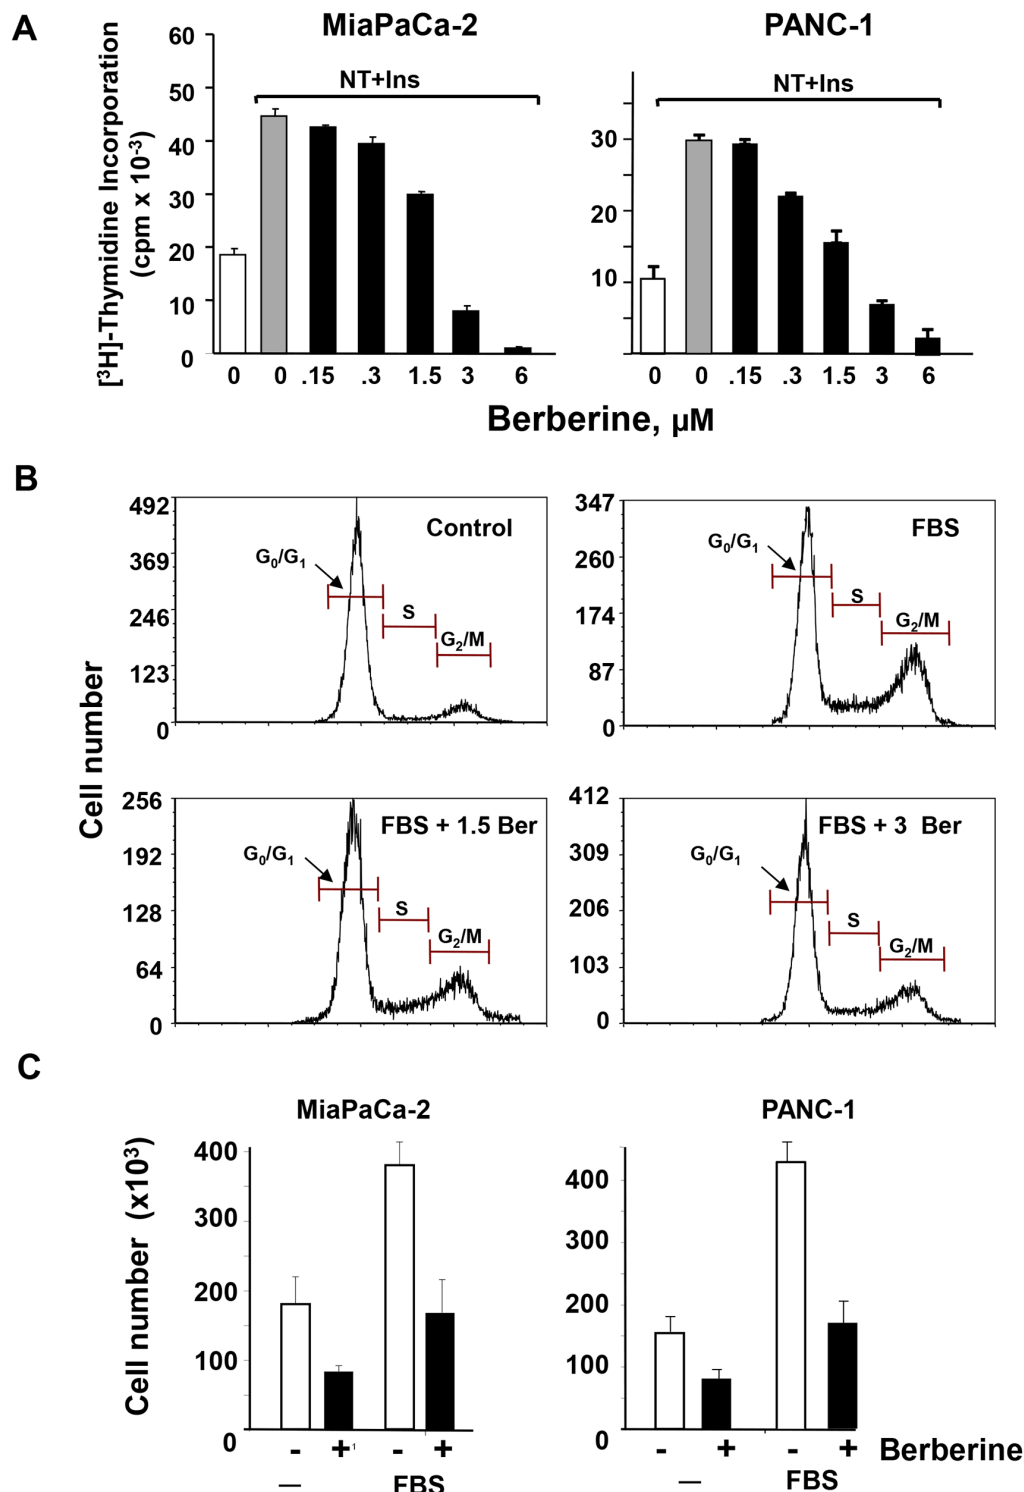 A
MiaPaCa-2
PANC-1
[³H]-Thymidine Incorporation
(cpm x 10⁻³)
60
50
40
30
20
10
0
NT+Ins
0 0 .15 .3 1.5 3 6
30
20
10
NT+Ins
0 0 .15 .3 1.5 3 6
Berberine, µM
B
Cell number
492
369
246
123
0
Control
G₀/G₁
S
G₂/M
347
260
174
87
0
FBS
G₀/G₁
S
G₂/M
256
192
128
64
0
FBS + 1.5 Ber
G₀/G₁
S
G₂/M
412
309
206
103
0
FBS + 3 Ber
G₀/G₁
S
G₂/M
C
MiaPaCa-2
PANC-1
Cell number (x10³)
400
300
200
100
0
- +¹ - +
— FBS
400
300
200
100
0
- + - + Berberine
— FBS